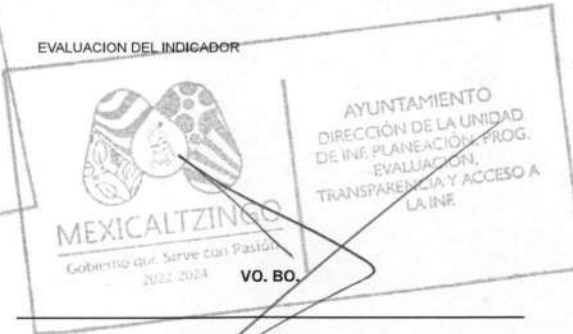 EVALUACION DEL INDICADOR
AYUNTAMIENTO
DIRECCIÓN DE LA UNIDAD
DE INF. PLANEACIÓN, PROG.
EVALUACIÓN,
TRANSPARENCIA Y ACCESO A
LA INF.
MEXICALTZINGO
Gobierno que Sirve con Pasión
2022-2024
VO. BO.